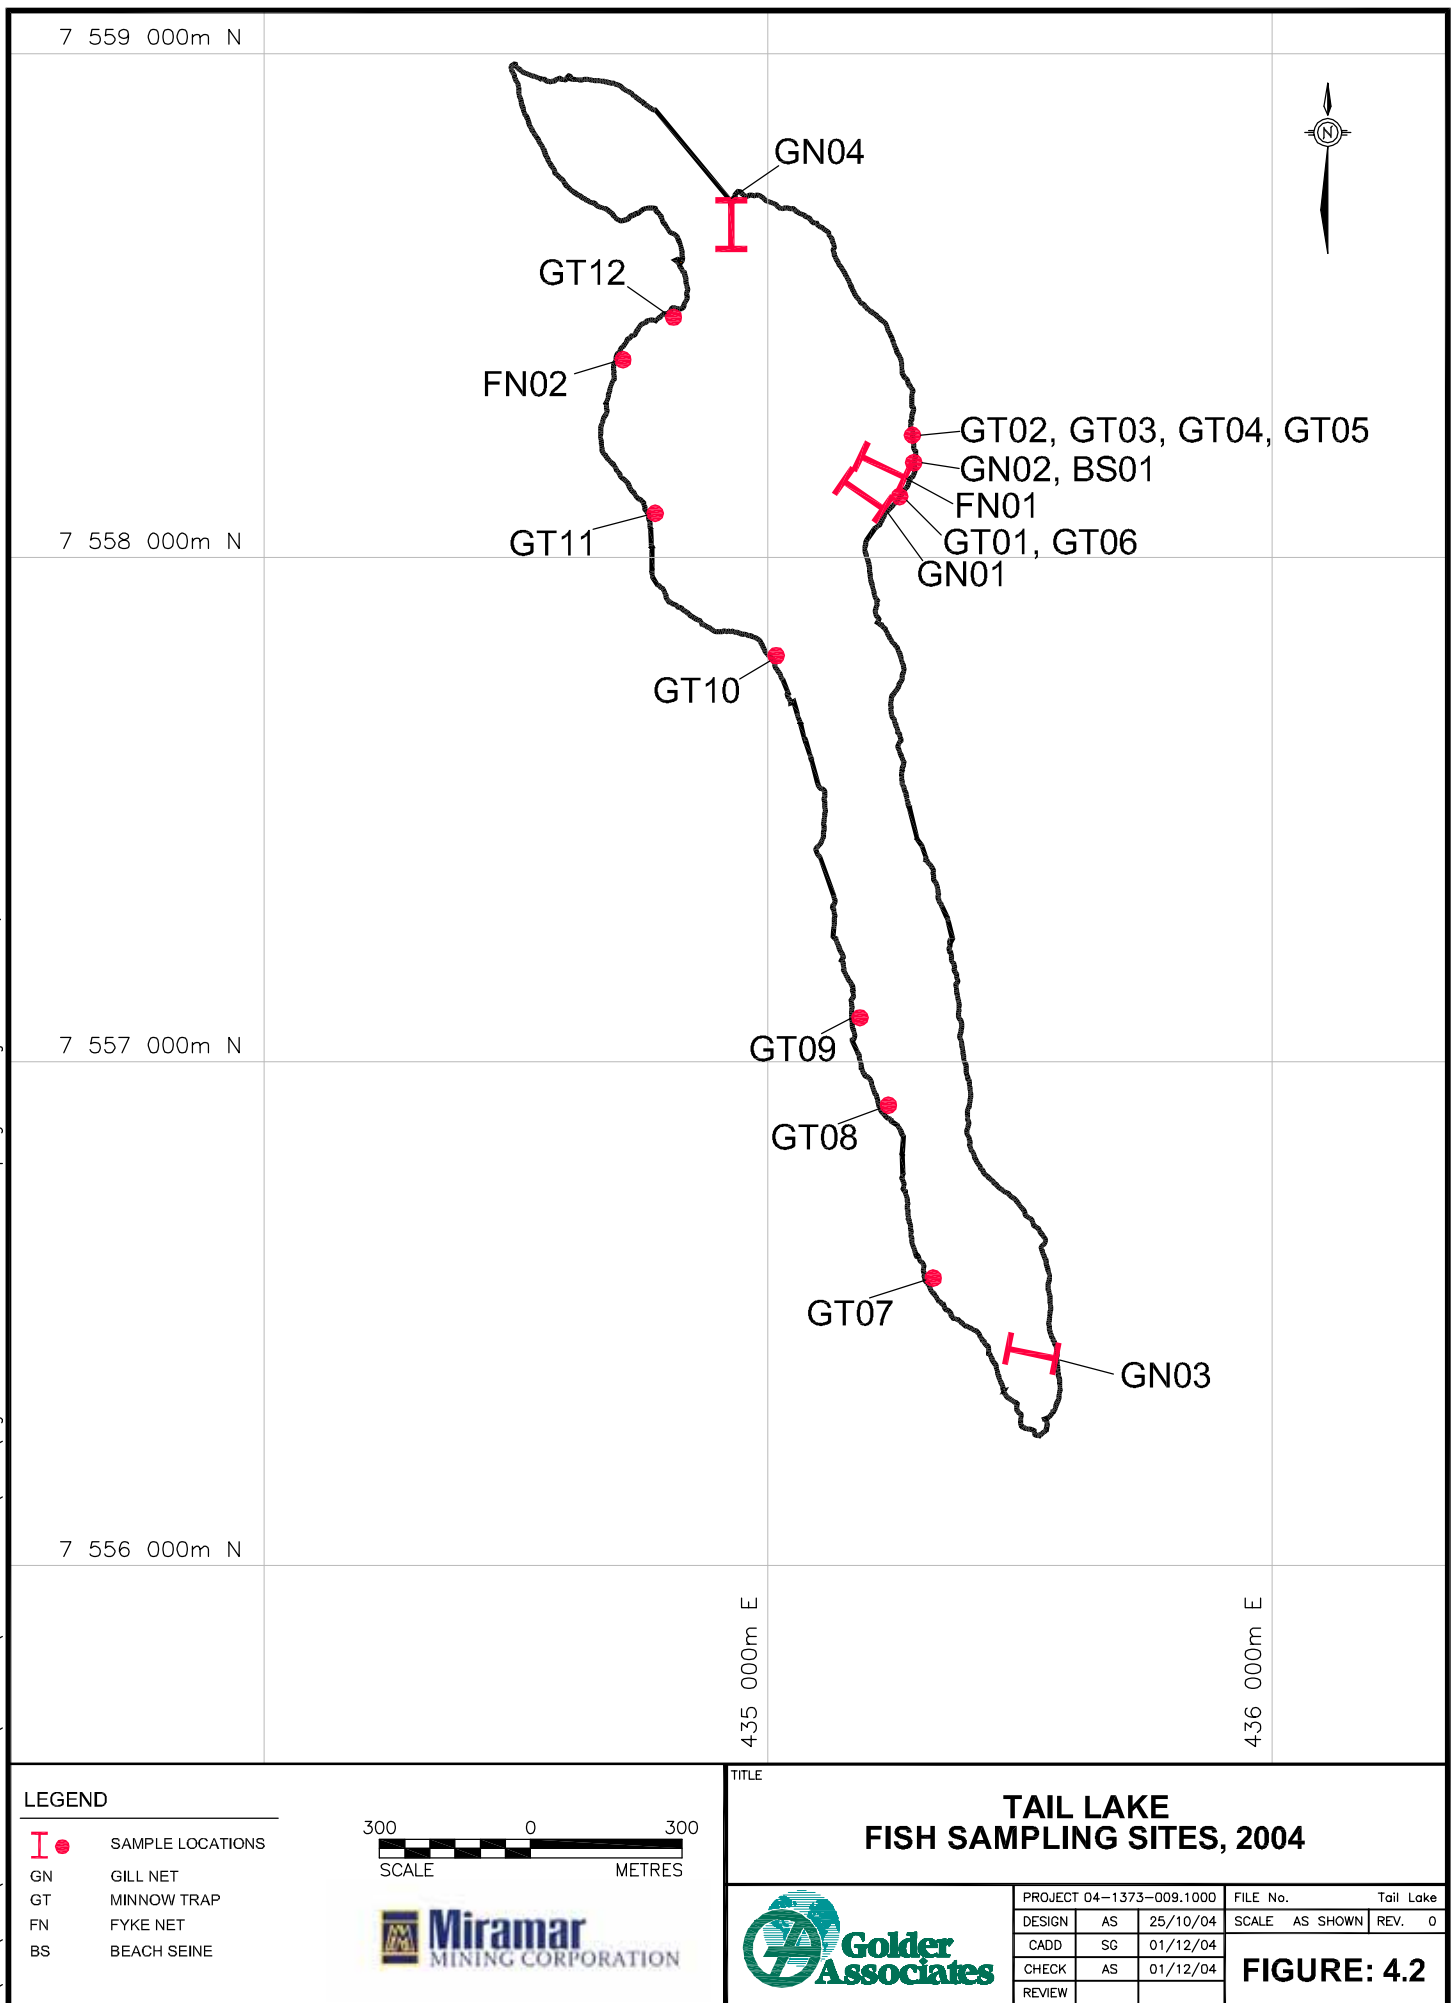 7 559 000m N
GN04
GT12
FN02
GT02, GT03, GT04, GT05
GN02, BS01
FN01
GT11
GT01, GT06
7 558 000m N
GN01
GT10
GT09
7 557 000m N
GT08
GT07
GN03
7 556 000m N
435 000m E
436 000m E
N
LEGEND
SAMPLE LOCATIONS
GN GILL NET
GT MINNOW TRAP
FN FYKE NET
BS BEACH SEINE
300 0 300
SCALE METRES
Miramar
MINING CORPORATION
TITLE
TAIL LAKE
FISH SAMPLING SITES, 2004
Golder
Associates
PROJECT 04-1373-009.1000 FILE No. Tail Lake
DESIGN AS 25/10/04 SCALE AS SHOWN REV. 0
CADD SG 01/12/04
CHECK AS 01/12/04
REVIEW
FIGURE: 4.2